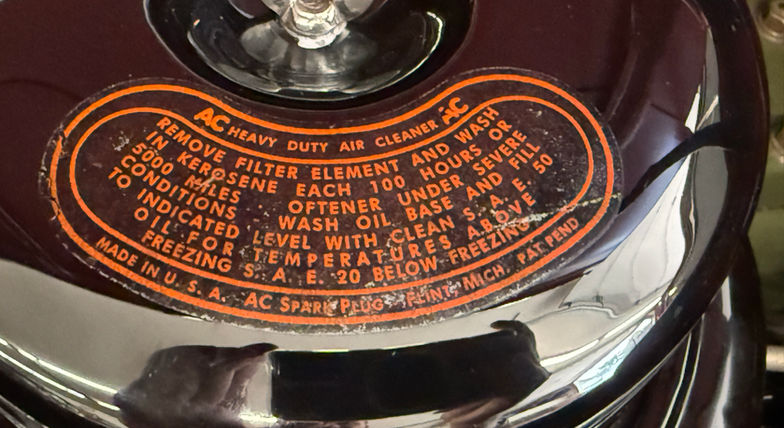 AC HEAVY DUTY AIR CLEANER AC
REMOVE FILTER ELEMENT AND WASH
IN KEROSENE EACH 100 HOURS OR
5000 MILES OFTENER UNDER SEVERE
CONDITIONS WASH OIL BASE AND FILL
TO INDICATED LEVEL WITH CLEAN S. A. E. 50
OIL FOR TEMPERATURES ABOVE
FREEZING S. A. E. 20 BELOW FREEZING
MADE IN U. S. A. AC SPARK PLUG FLINT, MICH. PAT. PEND